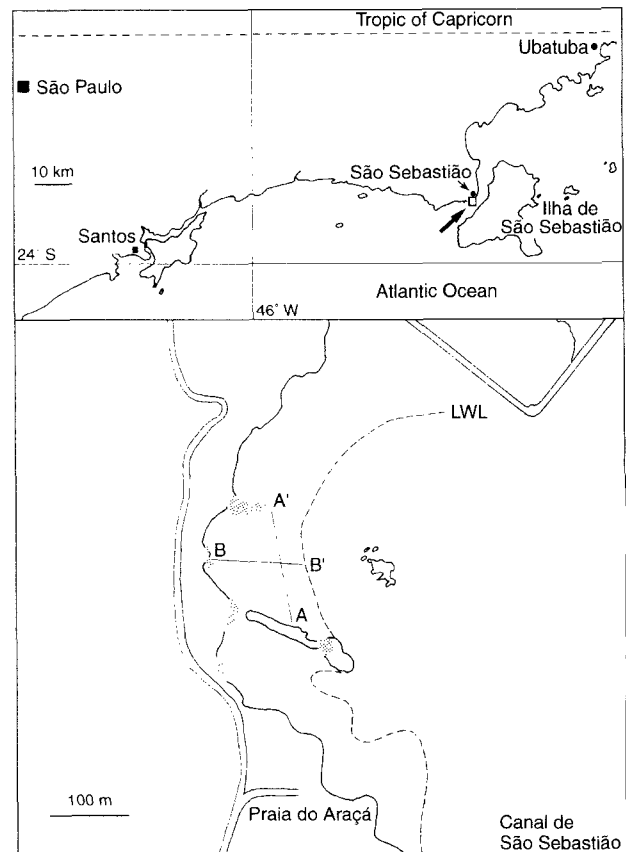 Tropic of Capricorn
Ubatuba
São Paulo
10 km
São Sebastião
Ilha de
São Sebastião
Santos
24° S
46° W
Atlantic Ocean
LWL
A'
B
B'
A
100 m
Praia do Araçá
Canal de
São Sebastião